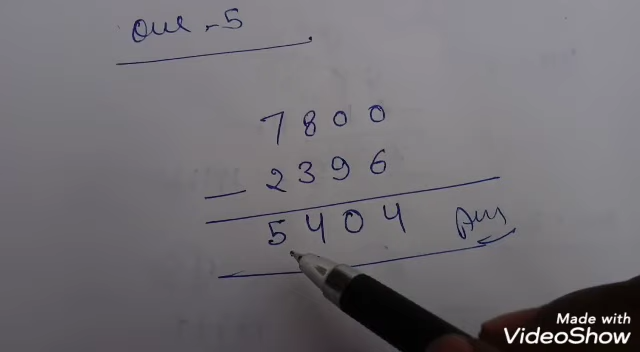 Que - 5
7800
- 2396
5404 Ans
Made with
VideoShow